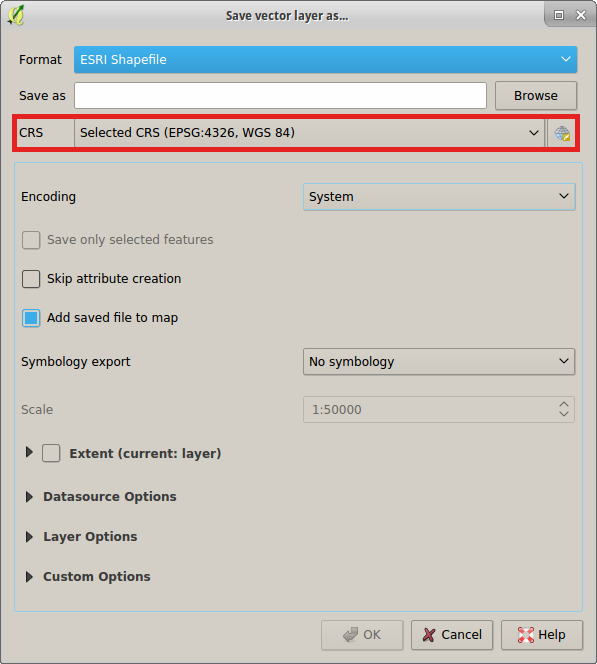 Save vector layer as...
Format ESRI Shapefile
Save as Browse
CRS Selected CRS (EPSG:4326, WGS 84)
Encoding System
Save only selected features
Skip attribute creation
Add saved file to map
Symbology export No symbology
Scale 1:50000
Extent (current: layer)
Datasource Options
Layer Options
Custom Options
OK Cancel Help